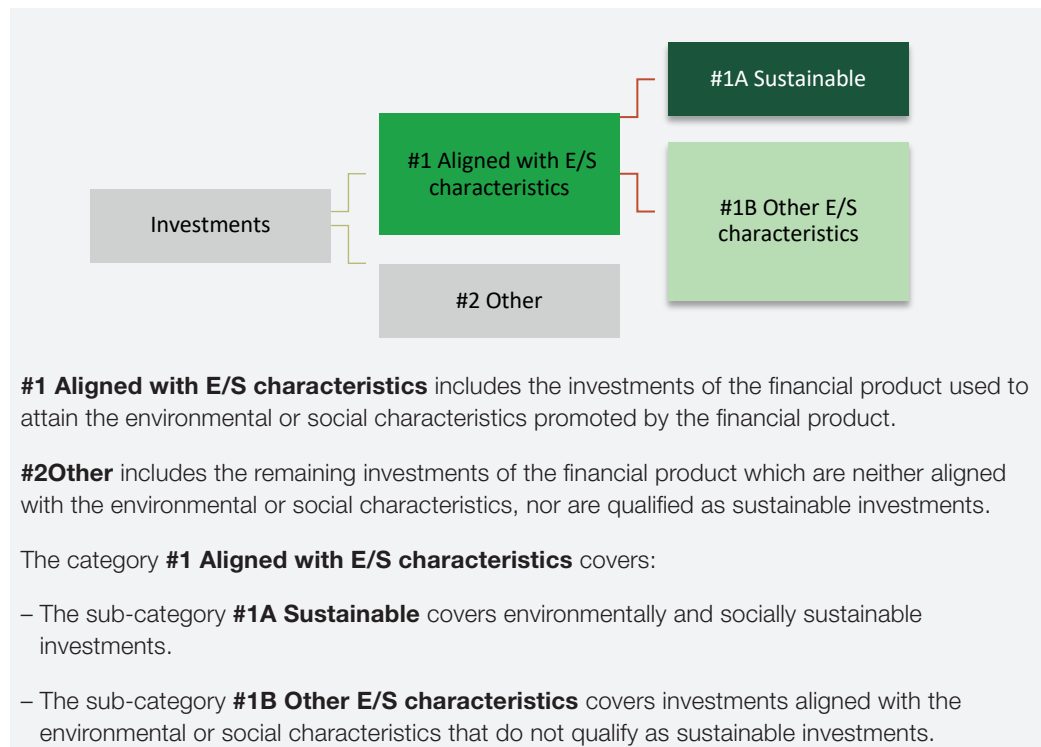 #1A Sustainable
#1 Aligned with E/S
characteristics
#1B Other E/S
characteristics
Investments
#2 Other
#1 Aligned with E/S characteristics includes the investments of the financial product used to
attain the environmental or social characteristics promoted by the financial product.
#2Other includes the remaining investments of the financial product which are neither aligned
with the environmental or social characteristics, nor are qualified as sustainable investments.
The category #1 Aligned with E/S characteristics covers:
– The sub-category #1A Sustainable covers environmentally and socially sustainable
investments.
– The sub-category #1B Other E/S characteristics covers investments aligned with the
environmental or social characteristics that do not qualify as sustainable investments.